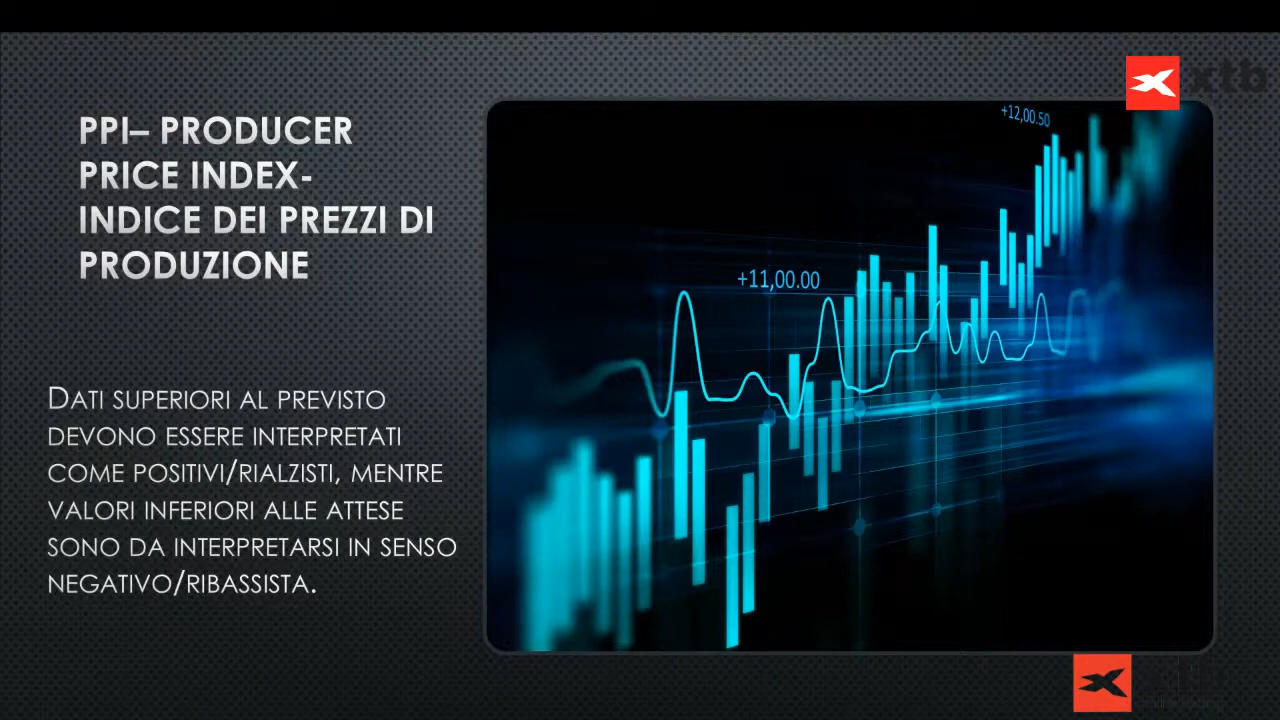 xtb
PPI– PRODUCER
PRICE INDEX-
INDICE DEI PREZZI DI
PRODUZIONE
+12,00.50
+11,00.00
DATI SUPERIORI AL PREVISTO
DEVONO ESSERE INTERPRETATI
COME POSITIVI/RIALZISTI, MENTRE
VALORI INFERIORI ALLE ATTESE
SONO DA INTERPRETARSI IN SENSO
NEGATIVO/RIBASSISTA.